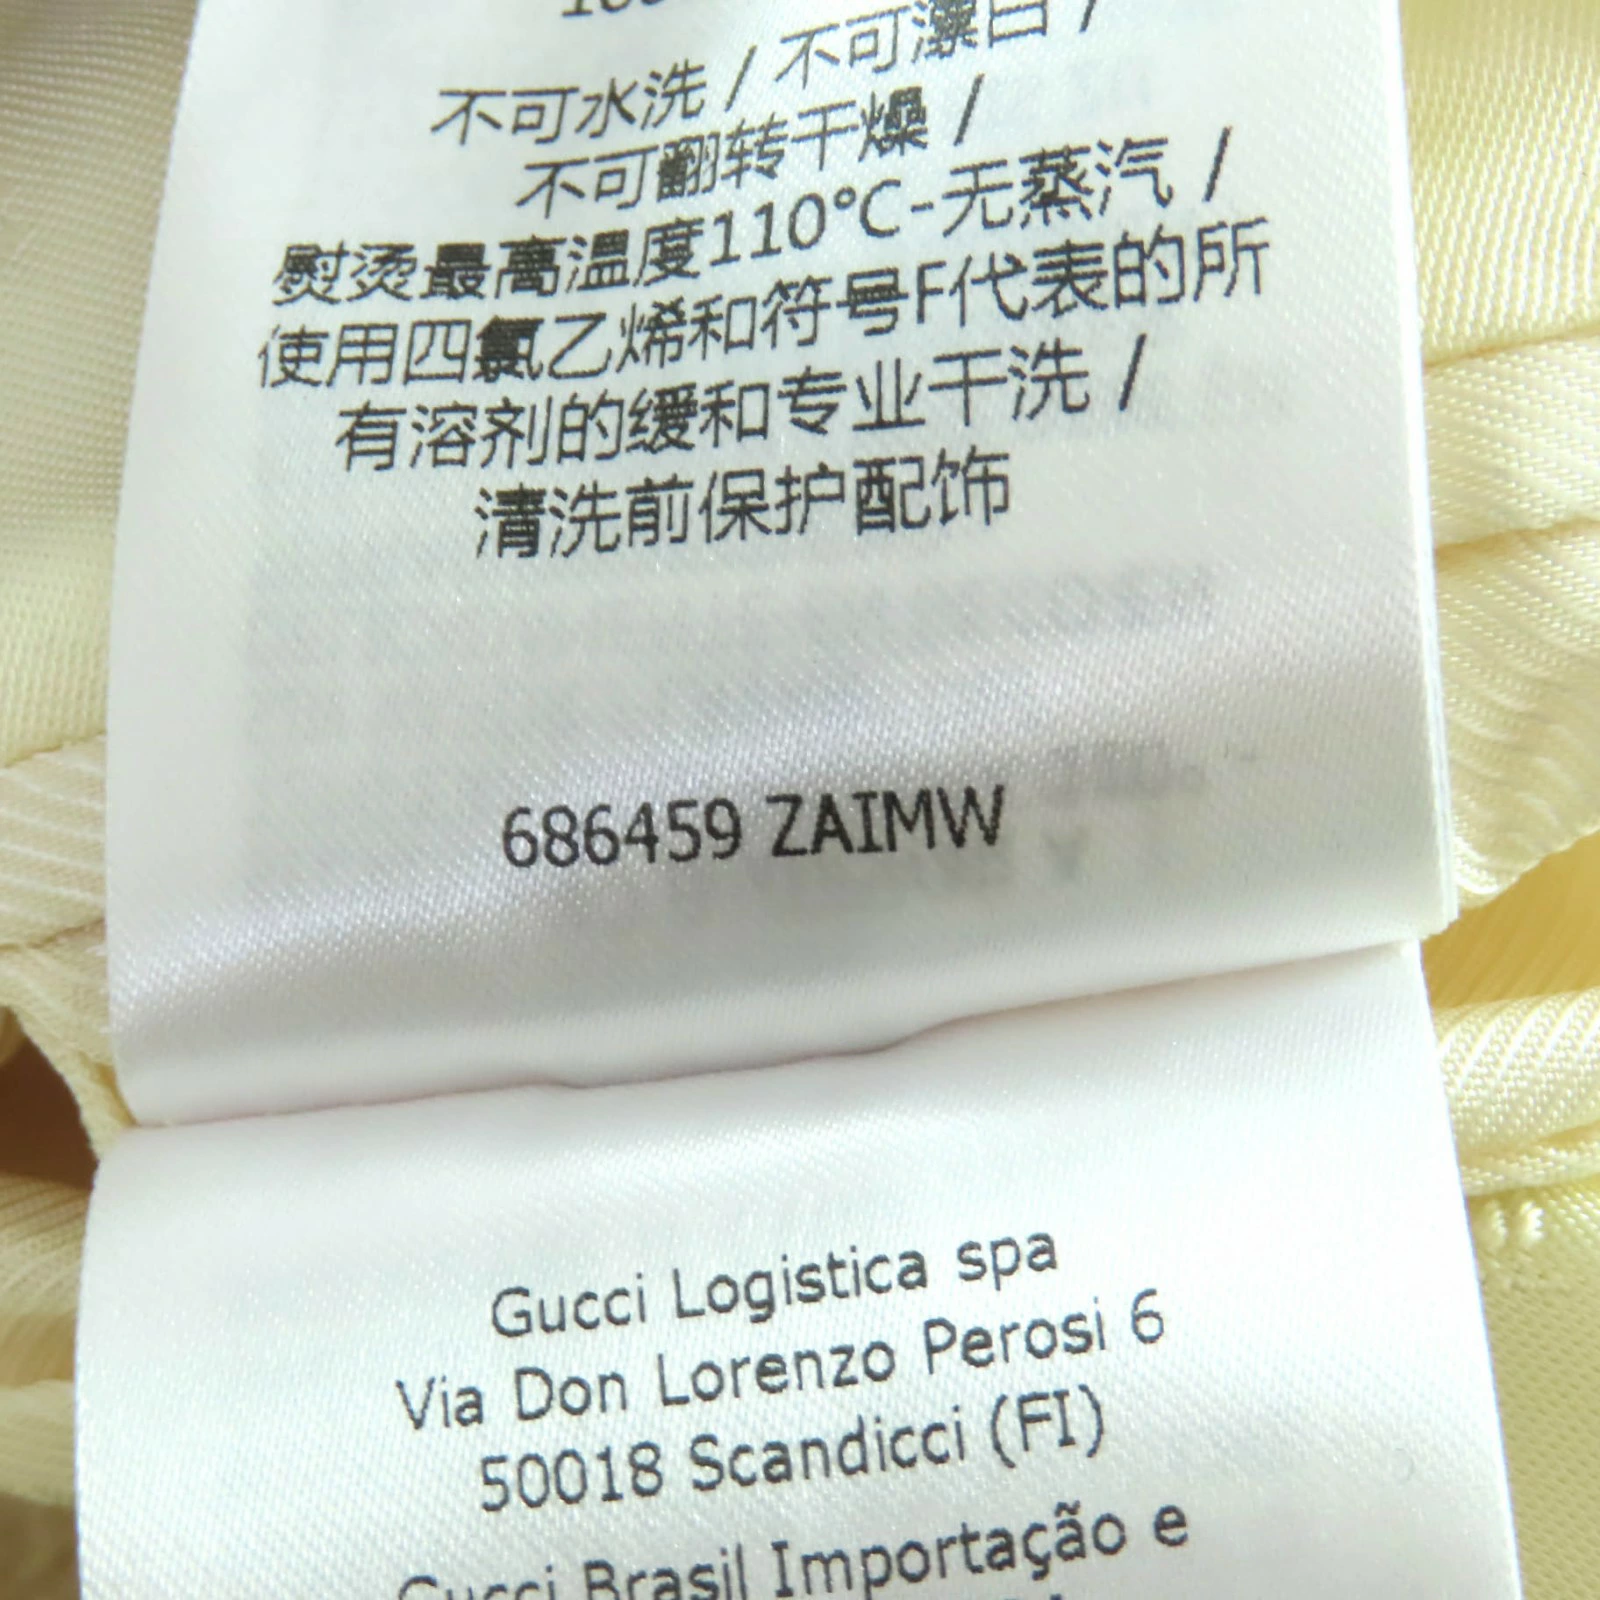 不可水洗 / 不可漂白 /
不可翻转干燥 /
熨烫最高温度110°C-无蒸汽 /
使用四氯乙烯和符号F代表的所
有溶剂的缓和专业干洗 /
清洗前保护配饰
686459 ZAIMW
Gucci Logistica spa
Via Don Lorenzo Perosi 6
50018 Scandicci (FI)
Gucci Brasil Importação e